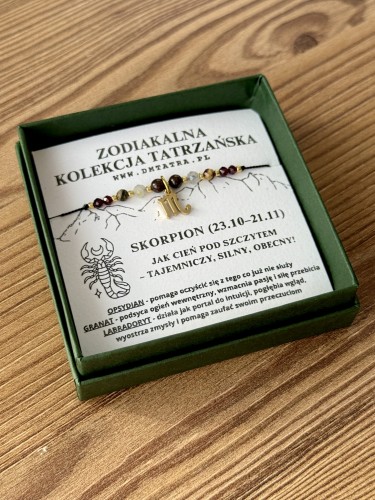 ZODIAKALNA
KOLEKCJA TATRZAŃSKA
WWW.DMTATRA.PL
SKORPION (23.10–21.11)
JAK CIEŃ POD SZCZYTEM
– TAJEMNICZY, SILNY, OBECNY!
OPSYDIAN - pomaga oczyścić się z tego co już nie służy
GRANAT - podsyca ogień wewnętrzny, wzmacnia pasję i siłę przebicia
LABRADORYT - działa jak portal do intuicji, pogłębia wgląd,
wyostrza zmysły i pomaga zaufać swoim przeczuciom